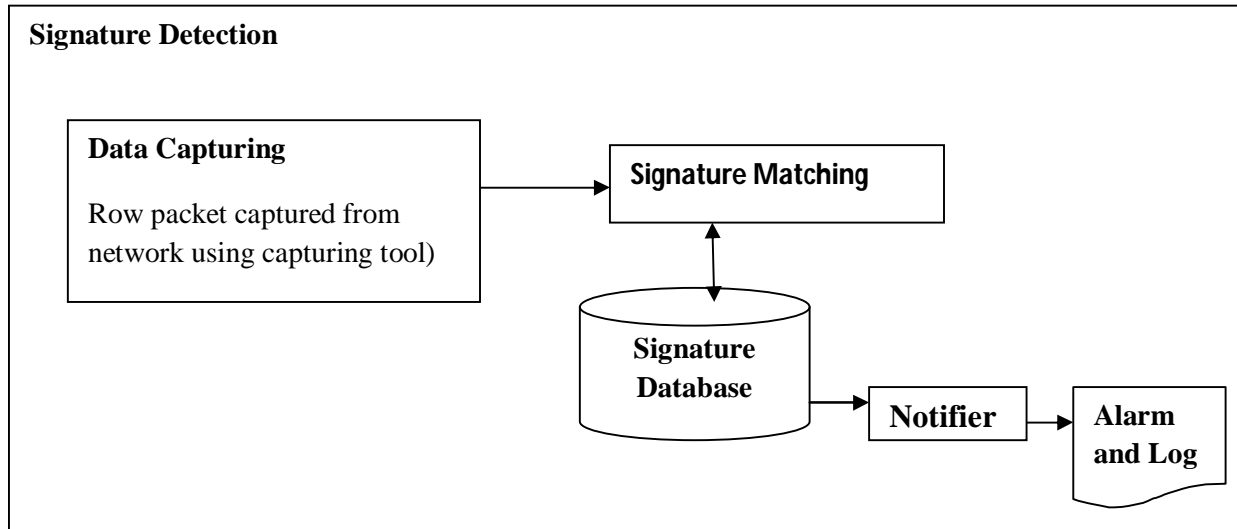 Signature Detection
Data Capturing
Row packet captured from
network using capturing tool)
Signature Matching
Signature
Database
Notifier
Alarm
and Log